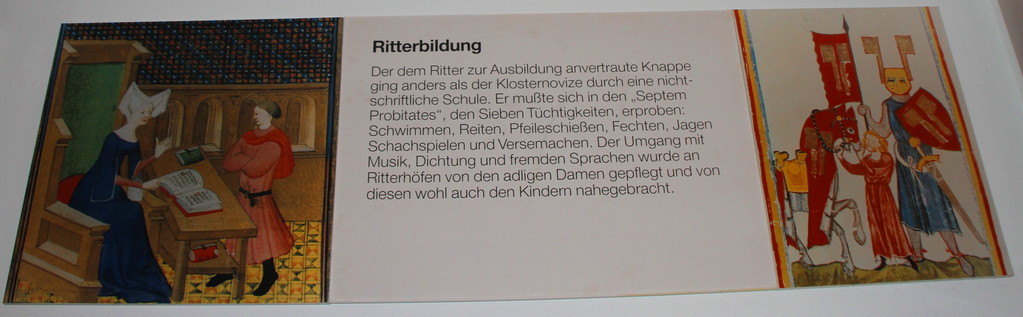 Ritterbildung
Der dem Ritter zur Ausbildung anvertraute Knappe
ging anders als der Klosternovize durch eine nicht-
schriftliche Schule. Er mußte sich in den „Septem
Probitates“, den Sieben Tüchtigkeiten, erproben:
Schwimmen, Reiten, Pfeileschießen, Fechten, Jagen
Schachspielen und Versemachen. Der Umgang mit
Musik, Dichtung und fremden Sprachen wurde an
Ritterhöfen von den adligen Damen gepflegt und von
diesen wohl auch den Kindern nahegebracht.